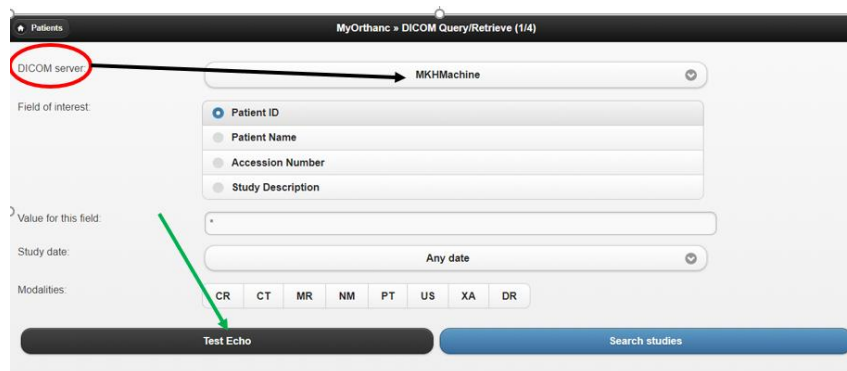 Patients MyOrthanc » DICOM Query/Retrieve (1/4)
DICOM server: MKHMachine
Field of interest: Patient ID
Patient Name
Accession Number
Study Description
Value for this field: *
Study date: Any date
Modalities: CR CT MR NM PT US XA DR
Test Echo Search studies